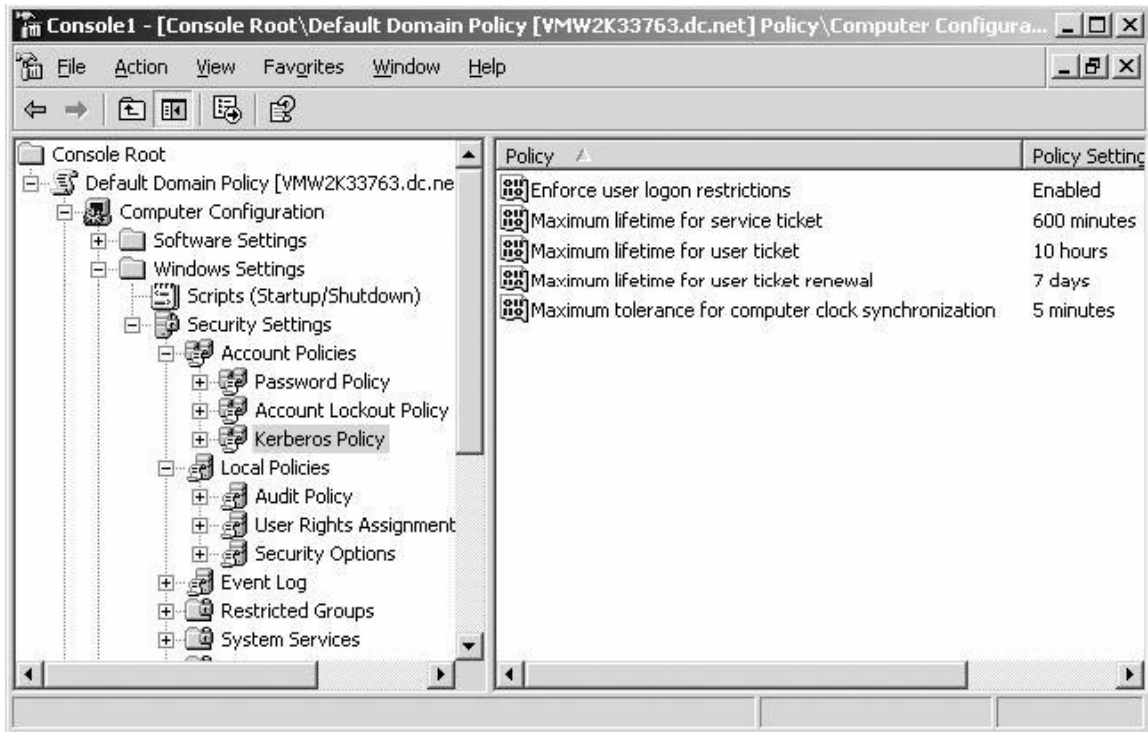 Console1 - [Console Root\Default Domain Policy [VMW2K33763.dc.net] Policy\Computer Configura...
File Action View Favorites Window Help
Console Root
Default Domain Policy [VMW2K33763.dc.ne
Computer Configuration
Software Settings
Windows Settings
Scripts (Startup/Shutdown)
Security Settings
Account Policies
Password Policy
Account Lockout Policy
Kerberos Policy
Local Policies
Audit Policy
User Rights Assignment
Security Options
Event Log
Restricted Groups
System Services
Policy Policy Setting
Enforce user logon restrictions Enabled
Maximum lifetime for service ticket 600 minutes
Maximum lifetime for user ticket 10 hours
Maximum lifetime for user ticket renewal 7 days
Maximum tolerance for computer clock synchronization 5 minutes